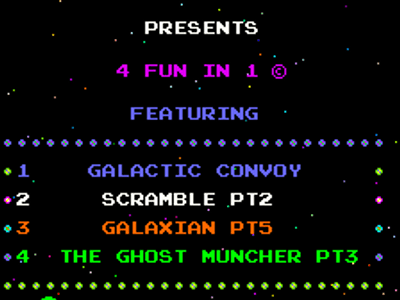 PRESENTS
4 FUN IN 1 ©
FEATURING
1 GALACTIC CONVOY
2 SCRAMBLE PT2
3 GALAXIAN PT5
4 THE GHOST MUNCHER PT3